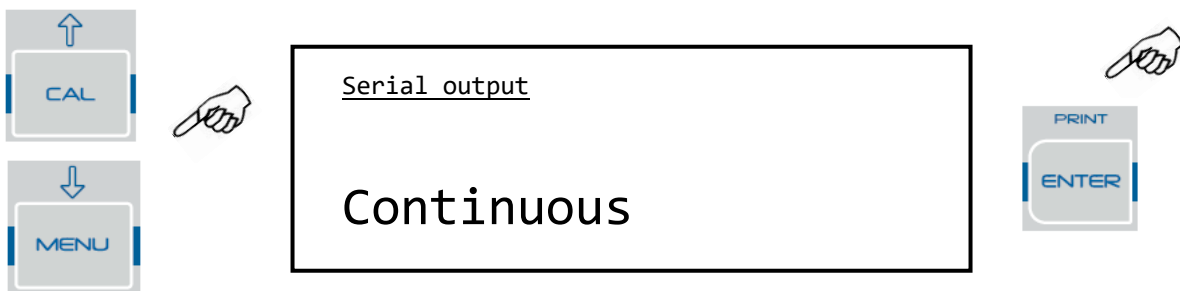 CAL
MENU
Serial output
Continuous
PRINT
ENTER